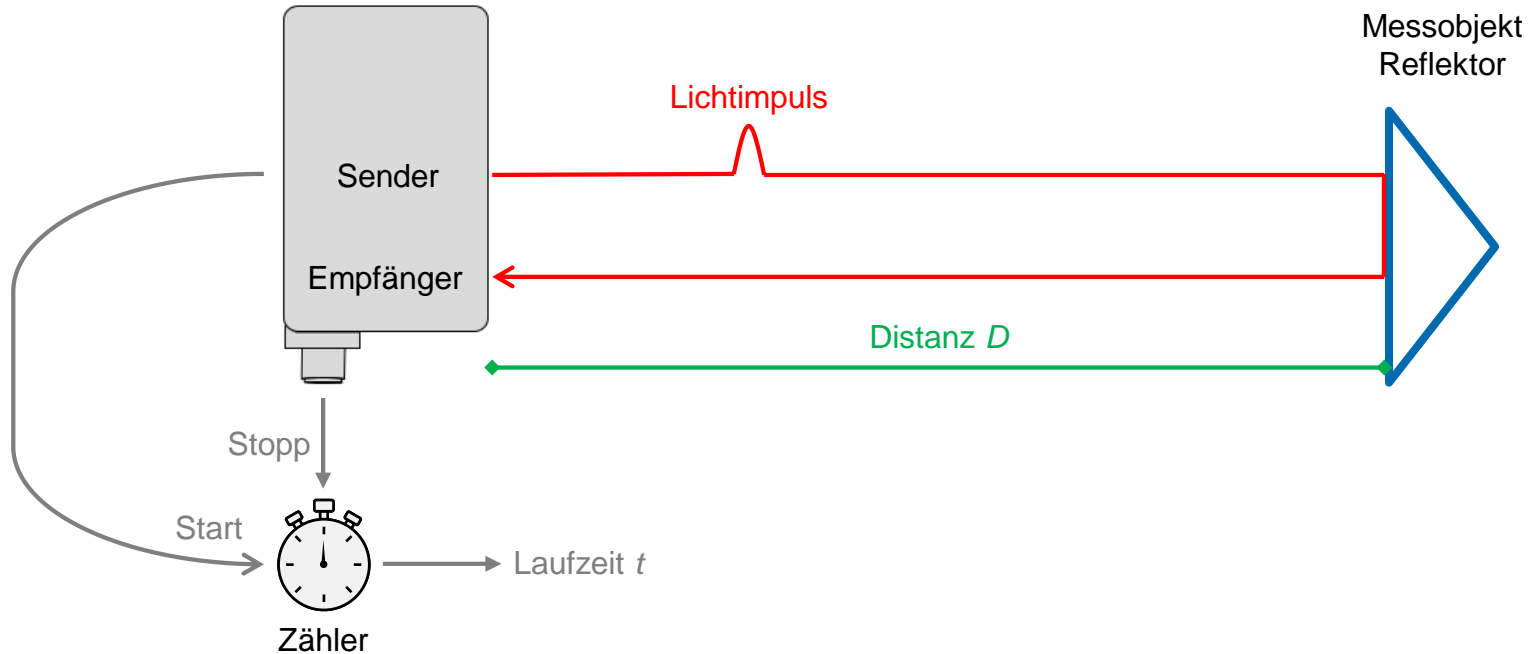 Messobjekt
Reflektor
Lichtimpuls
Sender
Empfänger
Distanz D
Stopp
Start
Laufzeit t
Zähler